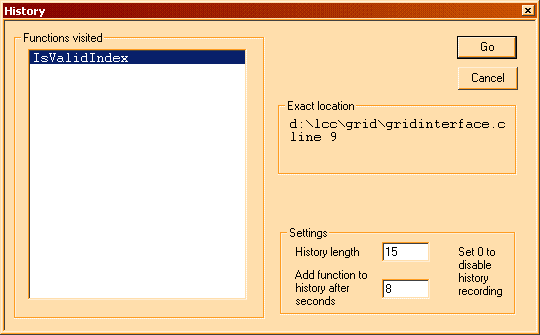 History
Functions visited
IsValidIndex
Go
Cancel
Exact location
d:\lcc\grid\gridinterface.c
line 9
Settings
History length
15
Add function to
history after
seconds
8
Set 0 to
disable
history
recording